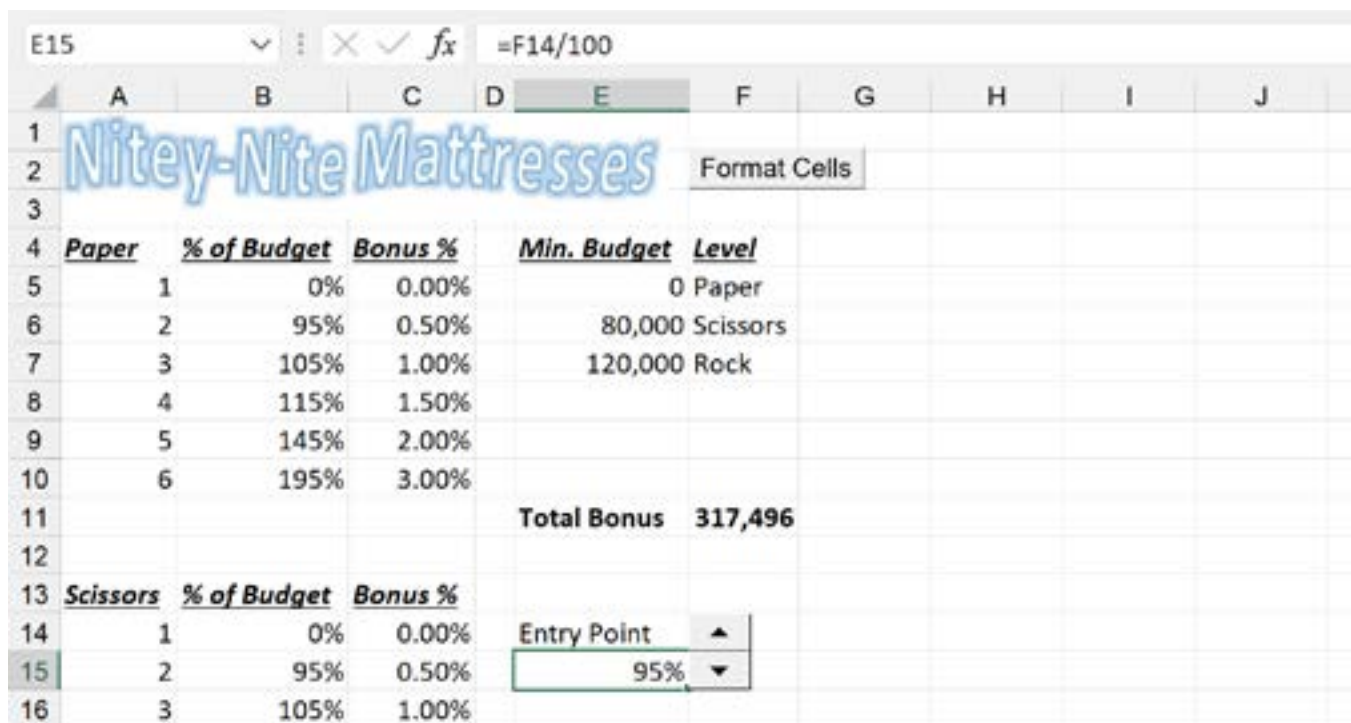 E15 fx =F14/100
A B C D E F G H I J
1
Nitey-Nite Mattresses
2 Format Cells
3
4 Paper % of Budget Bonus % Min. Budget Level
5 1 0% 0.00% 0 Paper
6 2 95% 0.50% 80,000 Scissors
7 3 105% 1.00% 120,000 Rock
8 4 115% 1.50%
9 5 145% 2.00%
10 6 195% 3.00%
11 Total Bonus 317,496
12
13 Scissors % of Budget Bonus %
14 1 0% 0.00% Entry Point
15 2 95% 0.50% 95%
16 3 105% 1.00%